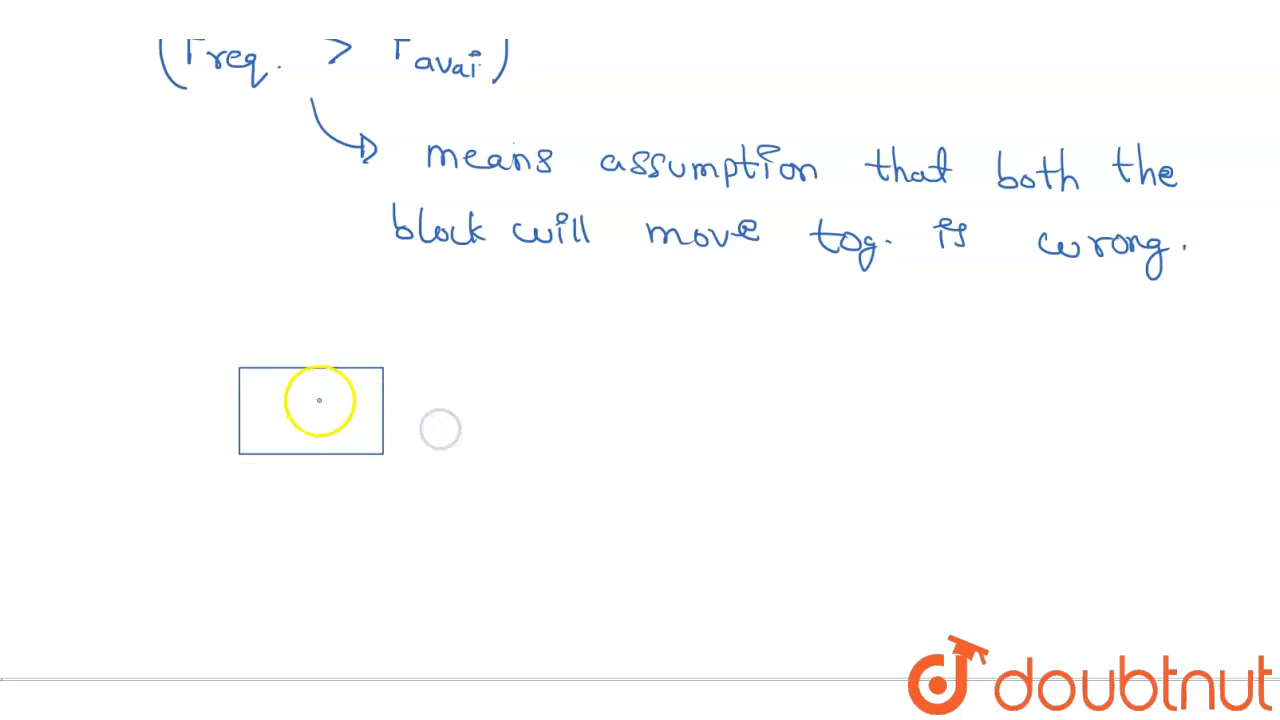 (Freq. > Favai.)
means assumption that both the
block will move tog. is wrong.
doubtnut